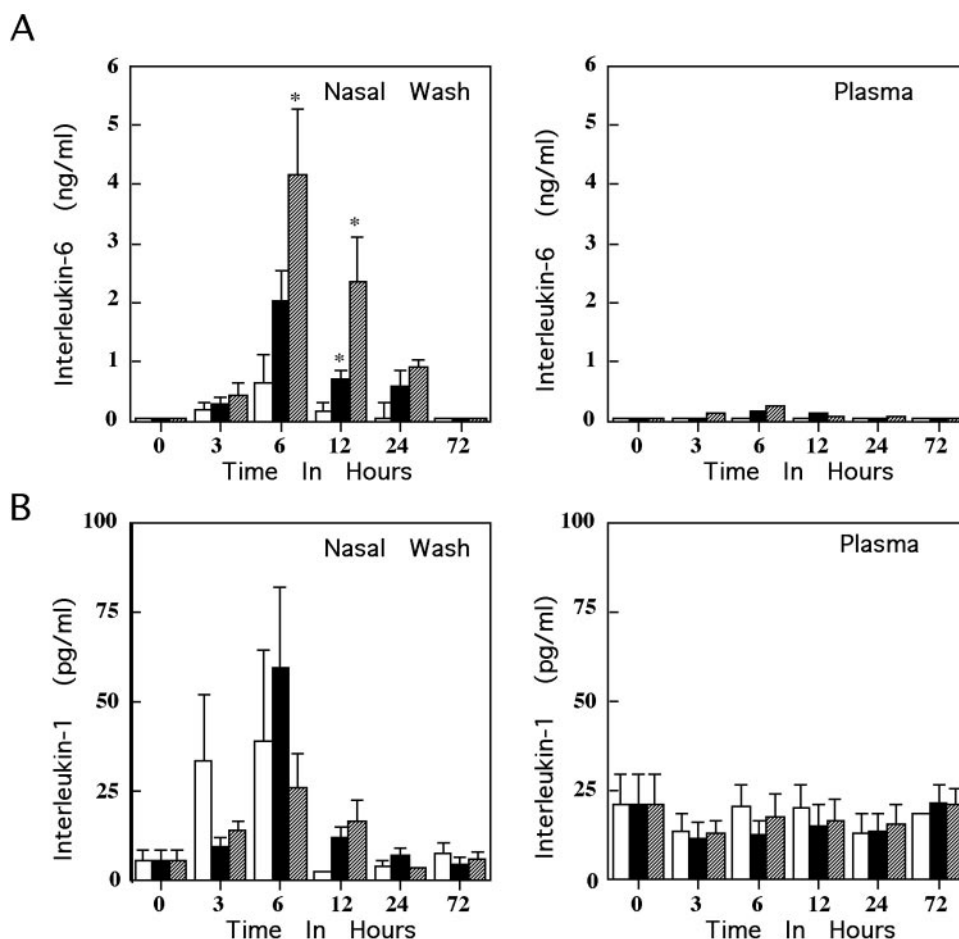 A
Interleukin-6 (ng/ml)
6
5
4
3
2
1
0
Nasal Wash
*
*
*
0 3 6 12 24 72
Time In Hours
Interleukin-6 (ng/ml)
6
5
4
3
2
1
0
Plasma
0 3 6 12 24 72
Time In Hours
B
Interleukin-1 (pg/ml)
100
75
50
25
0
Nasal Wash
0 3 6 12 24 72
Time In Hours
Interleukin-1 (pg/ml)
100
75
50
25
0
Plasma
0 3 6 12 24 72
Time In Hours